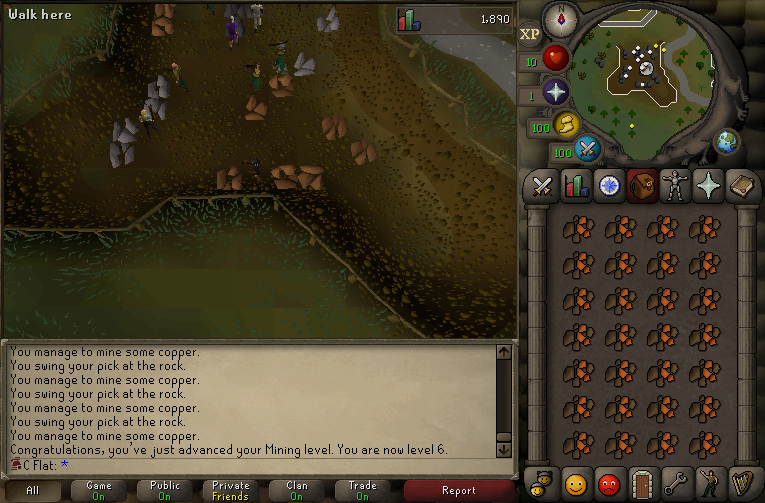 Walk here
1,890
XP
10
1
100
100
You manage to mine some copper.
You swing your pick at the rock.
You manage to mine some copper.
You swing your pick at the rock.
You manage to mine some copper.
You swing your pick at the rock.
You manage to mine some copper.
Congratulations, you've just advanced your Mining level. You are now level 6.
C Flat: *
All
Game
On
Public
On
Private
Friends
Clan
On
Trade
On
Report